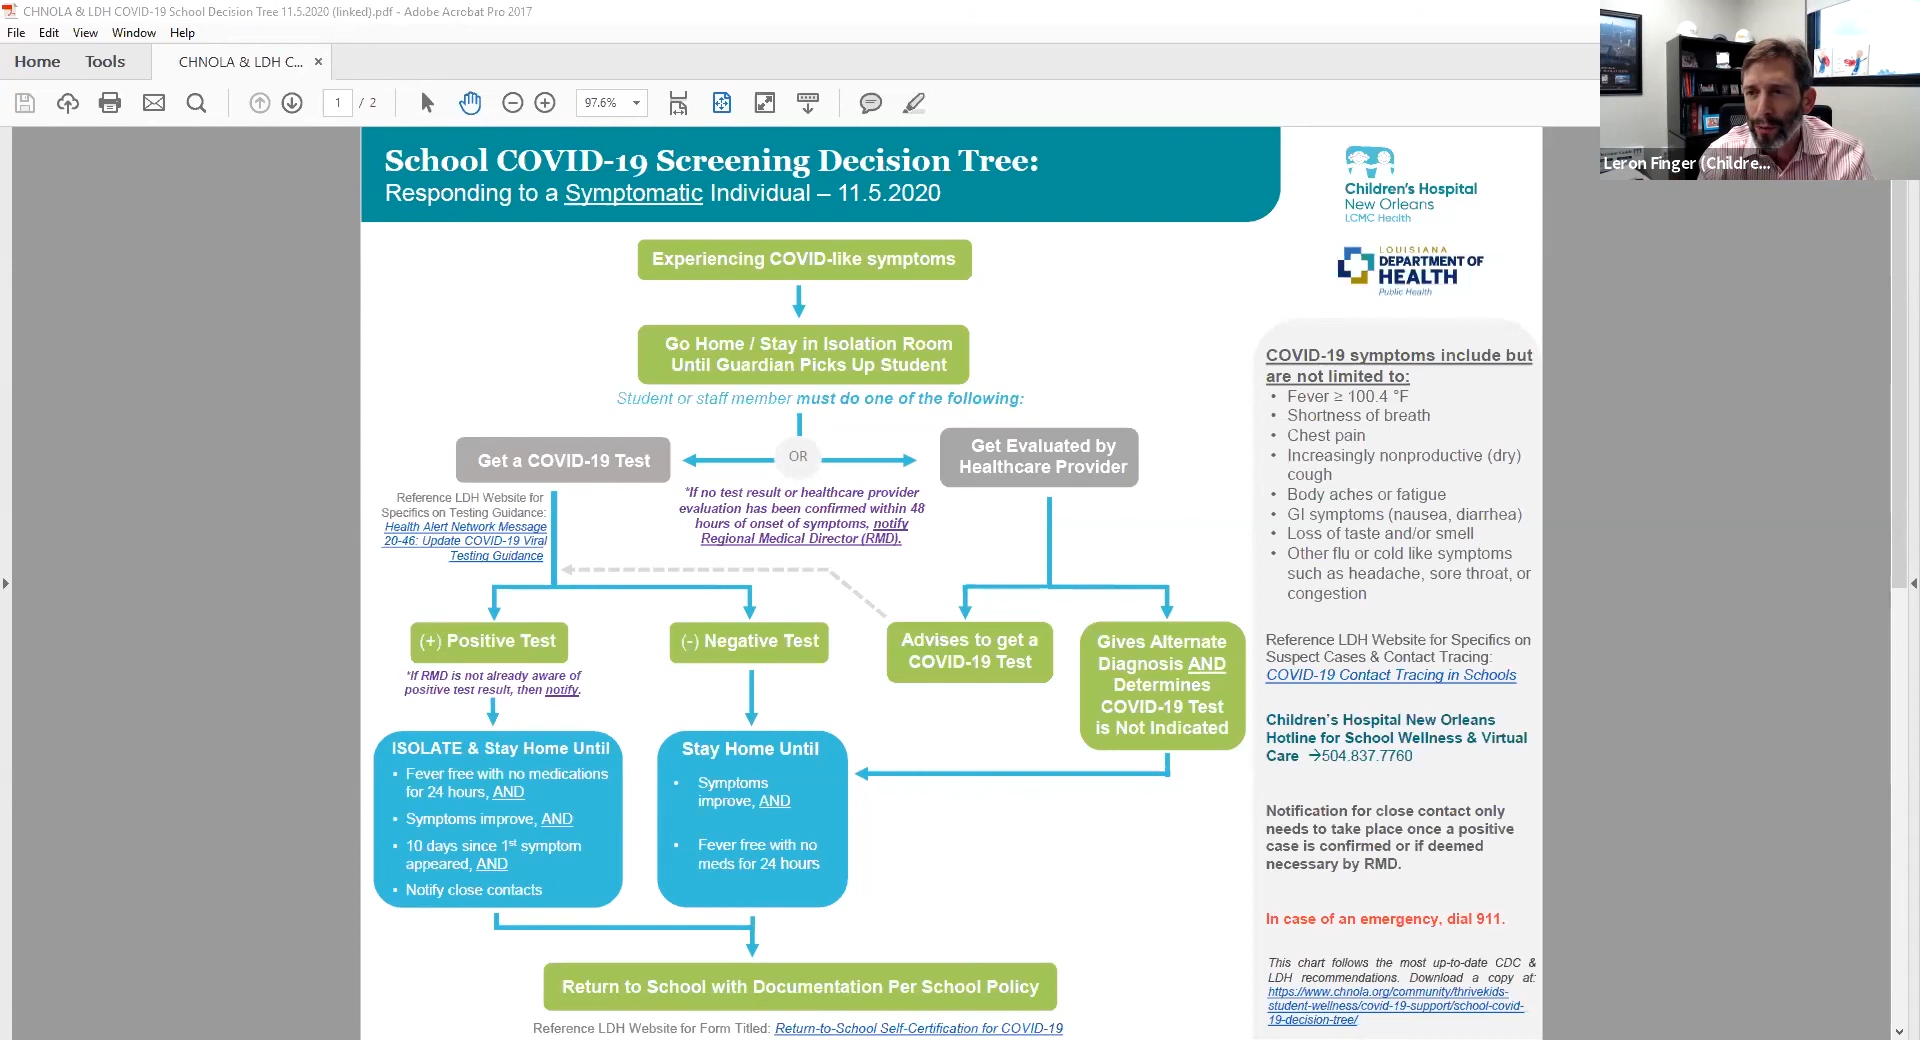 CHNOLA & LDH COVID-19 School Decision Tree 11.5.2020 (linked).pdf - Adobe Acrobat Pro 2017
File Edit View Window Help
Home Tools CHNOLA & LDH C... ×
1 / 2 97.6%
Leron Finger (Childre...
School COVID-19 Screening Decision Tree:
Responding to a Symptomatic Individual – 11.5.2020
Children's Hospital
New Orleans
LCMC Health
LOUISIANA
DEPARTMENT OF
HEALTH
Public Health
Experiencing COVID-like symptoms
Go Home / Stay in Isolation Room
Until Guardian Picks Up Student
Student or staff member must do one of the following:
Get a COVID-19 Test
OR
Get Evaluated by
Healthcare Provider
Reference LDH Website for
Specifics on Testing Guidance:
Health Alert Network Message
20-46: Update COVID-19 Viral
Testing Guidance
*If no test result or healthcare provider
evaluation has been confirmed within 48
hours of onset of symptoms, notify
Regional Medical Director (RMD).
(+) Positive Test
*If RMD is not already aware of
positive test result, then notify.
(-) Negative Test
Advises to get a
COVID-19 Test
Gives Alternate
Diagnosis AND
Determines
COVID-19 Test
is Not Indicated
ISOLATE & Stay Home Until
• Fever free with no medications
for 24 hours, AND
• Symptoms improve, AND
• 10 days since 1st symptom
appeared, AND
• Notify close contacts
Stay Home Until
• Symptoms
improve, AND
• Fever free with no
meds for 24 hours
Return to School with Documentation Per School Policy
Reference LDH Website for Form Titled: Return-to-School Self-Certification for COVID-19
COVID-19 symptoms include but
are not limited to:
• Fever ≥ 100.4 °F
• Shortness of breath
• Chest pain
• Increasingly nonproductive (dry)
cough
• Body aches or fatigue
• GI symptoms (nausea, diarrhea)
• Loss of taste and/or smell
• Other flu or cold like symptoms
such as headache, sore throat, or
congestion
Reference LDH Website for Specifics on
Suspect Cases & Contact Tracing:
COVID-19 Contact Tracing in Schools
Children's Hospital New Orleans
Hotline for School Wellness & Virtual
Care →504.837.7760
Notification for close contact only
needs to take place once a positive
case is confirmed or if deemed
necessary by RMD.
In case of an emergency, dial 911.
This chart follows the most up-to-date CDC &
LDH recommendations. Download a copy at:
https://www.chnola.org/community/thrivekids-
student-wellness/covid-19-support/school-covid-
19-decision-tree/